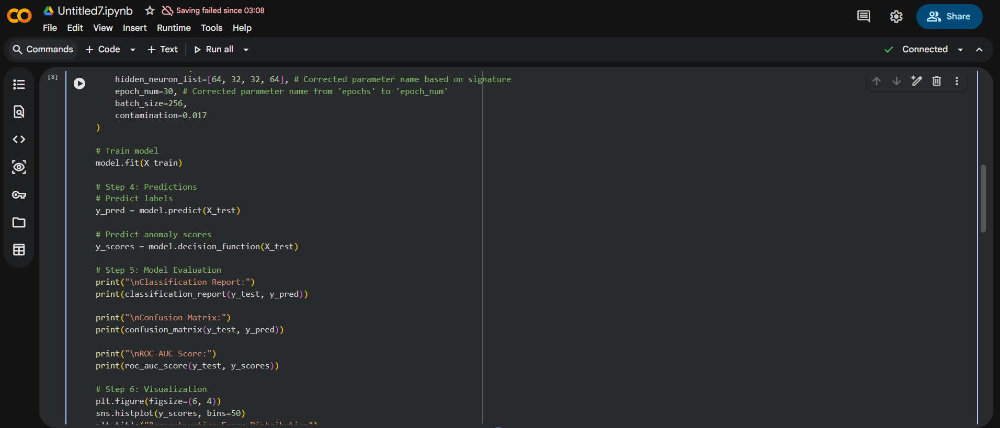 Untitled7.ipynb
Saving failed since 03:08
File Edit View Insert Runtime Tools Help
Share
Commands + Code + Text Run all
Connected
[8]
hidden_neuron_list=[64, 32, 32, 64], # Corrected parameter name based on signature
epoch_num=30, # Corrected parameter name from 'epochs' to 'epoch_num'
batch_size=256,
contamination=0.017
)
# Train model
model.fit(X_train)
# Step 4: Predictions
# Predict labels
y_pred = model.predict(X_test)
# Predict anomaly scores
y_scores = model.decision_function(X_test)
# Step 5: Model Evaluation
print("\nClassification Report:")
print(classification_report(y_test, y_pred))
print("\nConfusion Matrix:")
print(confusion_matrix(y_test, y_pred))
print("\nROC-AUC Score:")
print(roc_auc_score(y_test, y_scores))
# Step 6: Visualization
plt.figure(figsize=(6, 4))
sns.histplot(y_scores, bins=50)
plt.title("Reconstruction Error Distribution")